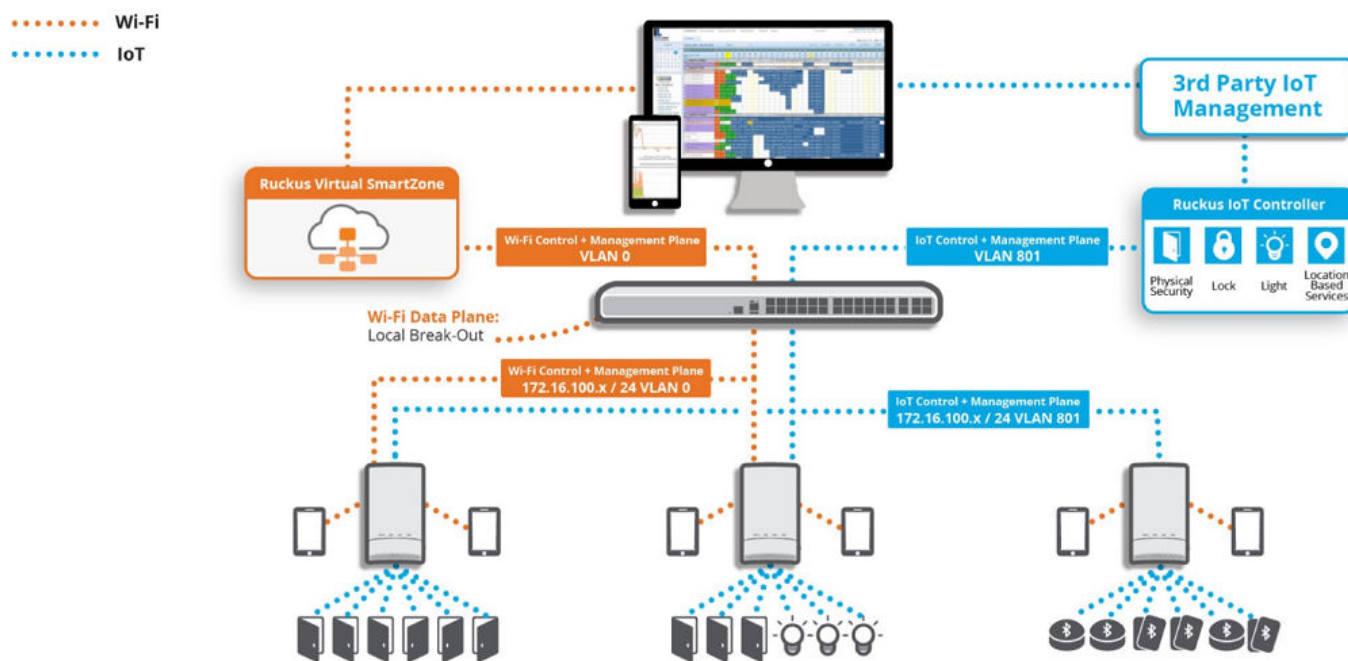 Wi-Fi
IoT
3rd Party IoT
Management
Ruckus Virtual SmartZone
Ruckus IoT Controller
Physical
Security
Lock
Light
Location
Based
Services
Wi-Fi Control + Management Plane
VLAN 0
IoT Control + Management Plane
VLAN 801
Wi-Fi Data Plane:
Local Break-Out
Wi-Fi Control + Management Plane
172.16.100.x / 24 VLAN 0
IoT Control + Management Plane
172.16.100.x / 24 VLAN 801